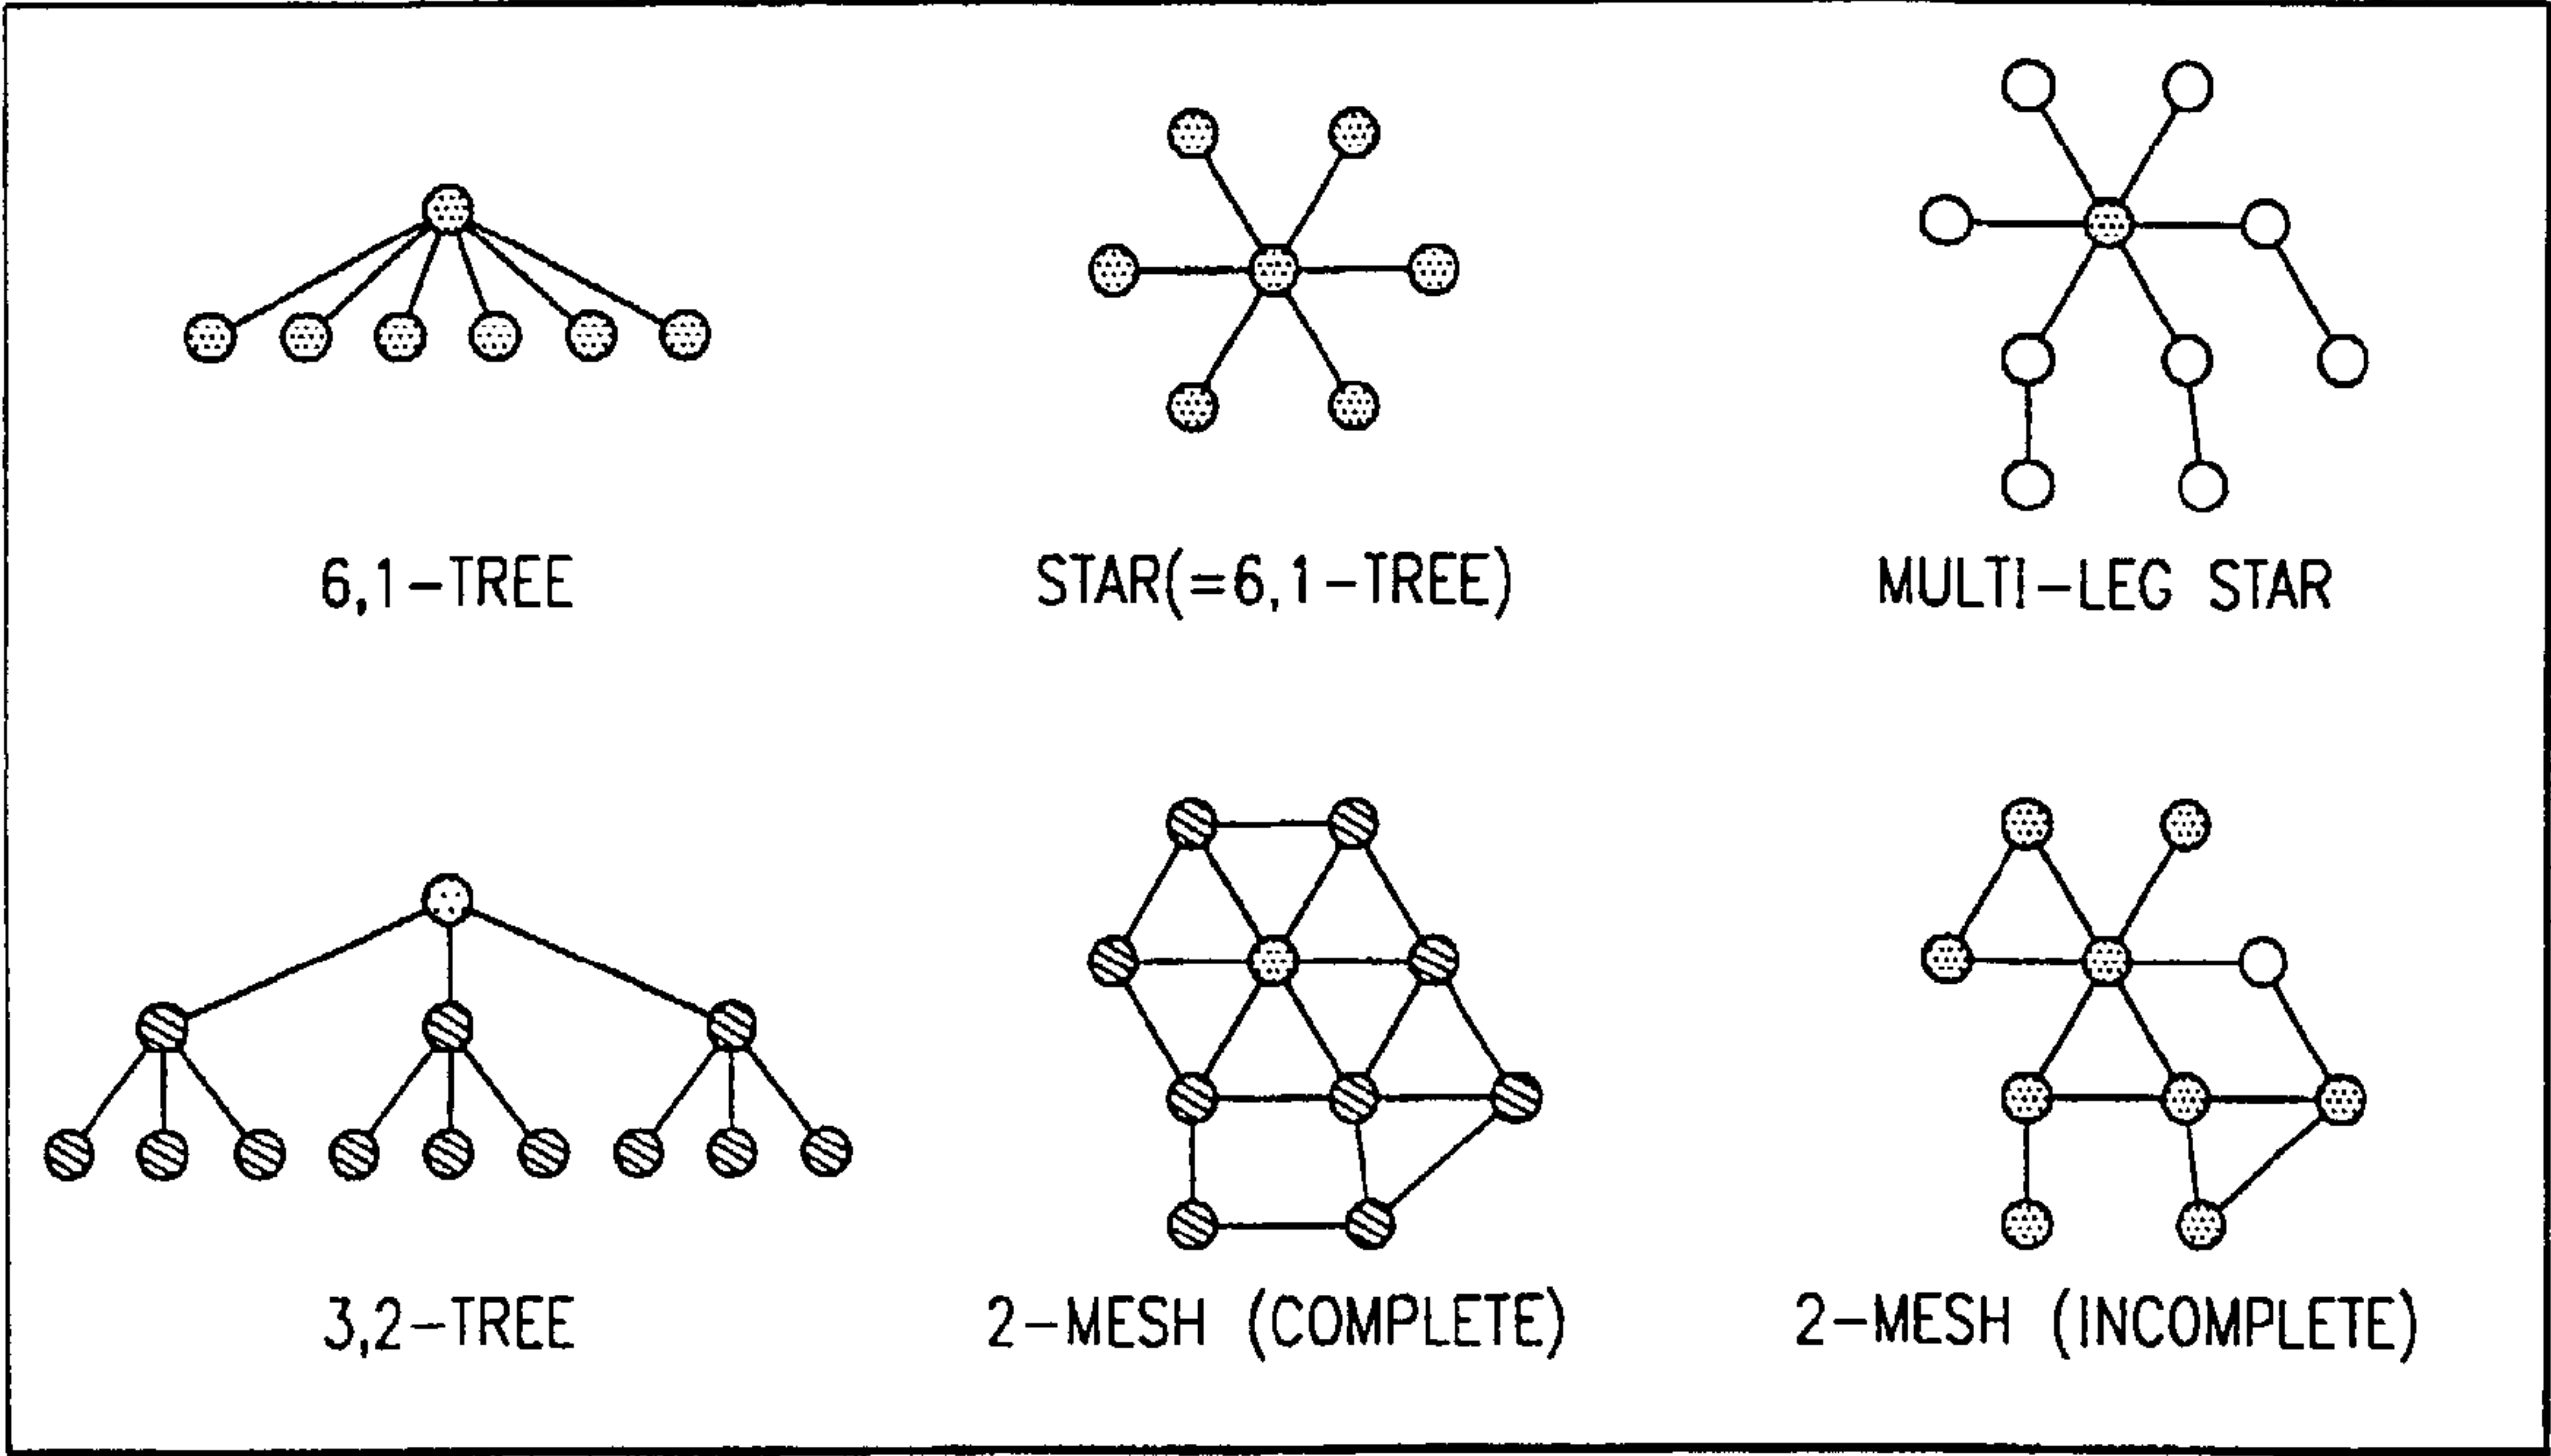 6,1-TREE
STAR(=6,1-TREE)
MULTI-LEG STAR
3,2-TREE
2-MESH (COMPLETE)
2-MESH (INCOMPLETE)